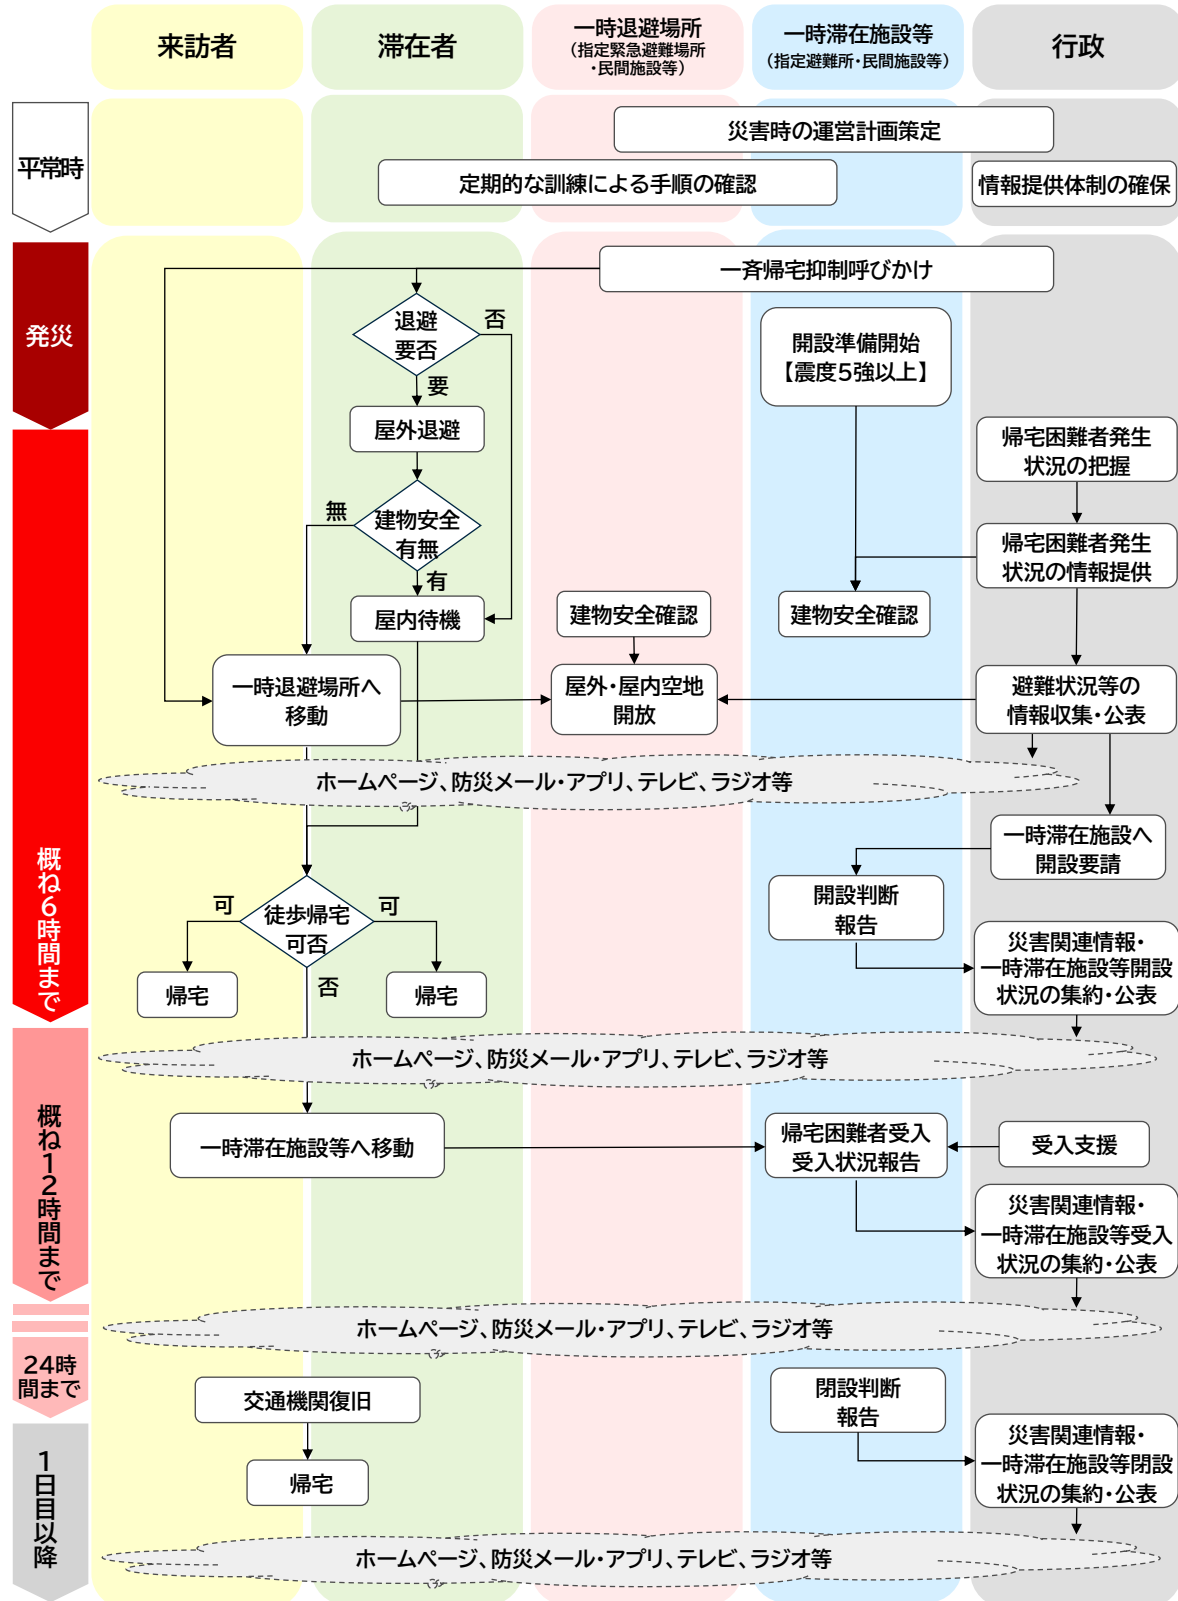 来訪者
滞在者
一時退避場所
（指定緊急避難場所
・民間施設等）
一時滞在施設等
（指定避難所・民間施設等）
行政
平常時
災害時の運営計画策定
定期的な訓練による手順の確認
情報提供体制の確保
発災
一斉帰宅抑制呼びかけ
退避
要否
否
要
開設準備開始
【震度5強以上】
屋外退避
帰宅困難者発生
状況の把握
無
建物安全
有無
有
帰宅困難者発生
状況の情報提供
屋内待機
建物安全確認
建物安全確認
一時退避場所へ
移動
屋外・屋内空地
開放
避難状況等の
情報収集・公表
ホームページ、防災メール・アプリ、テレビ、ラジオ等
概ね6時間まで
一時滞在施設へ
開設要請
開設判断
報告
可
徒歩帰宅
可否
可
否
帰宅
帰宅
災害関連情報・
一時滞在施設等開設
状況の集約・公表
ホームページ、防災メール・アプリ、テレビ、ラジオ等
概ね12時間まで
一時滞在施設等へ移動
帰宅困難者受入
受入状況報告
受入支援
災害関連情報・
一時滞在施設等受入
状況の集約・公表
ホームページ、防災メール・アプリ、テレビ、ラジオ等
24時
間まで
交通機関復旧
閉設判断
報告
1日目以降
帰宅
災害関連情報・
一時滞在施設等閉設
状況の集約・公表
ホームページ、防災メール・アプリ、テレビ、ラジオ等